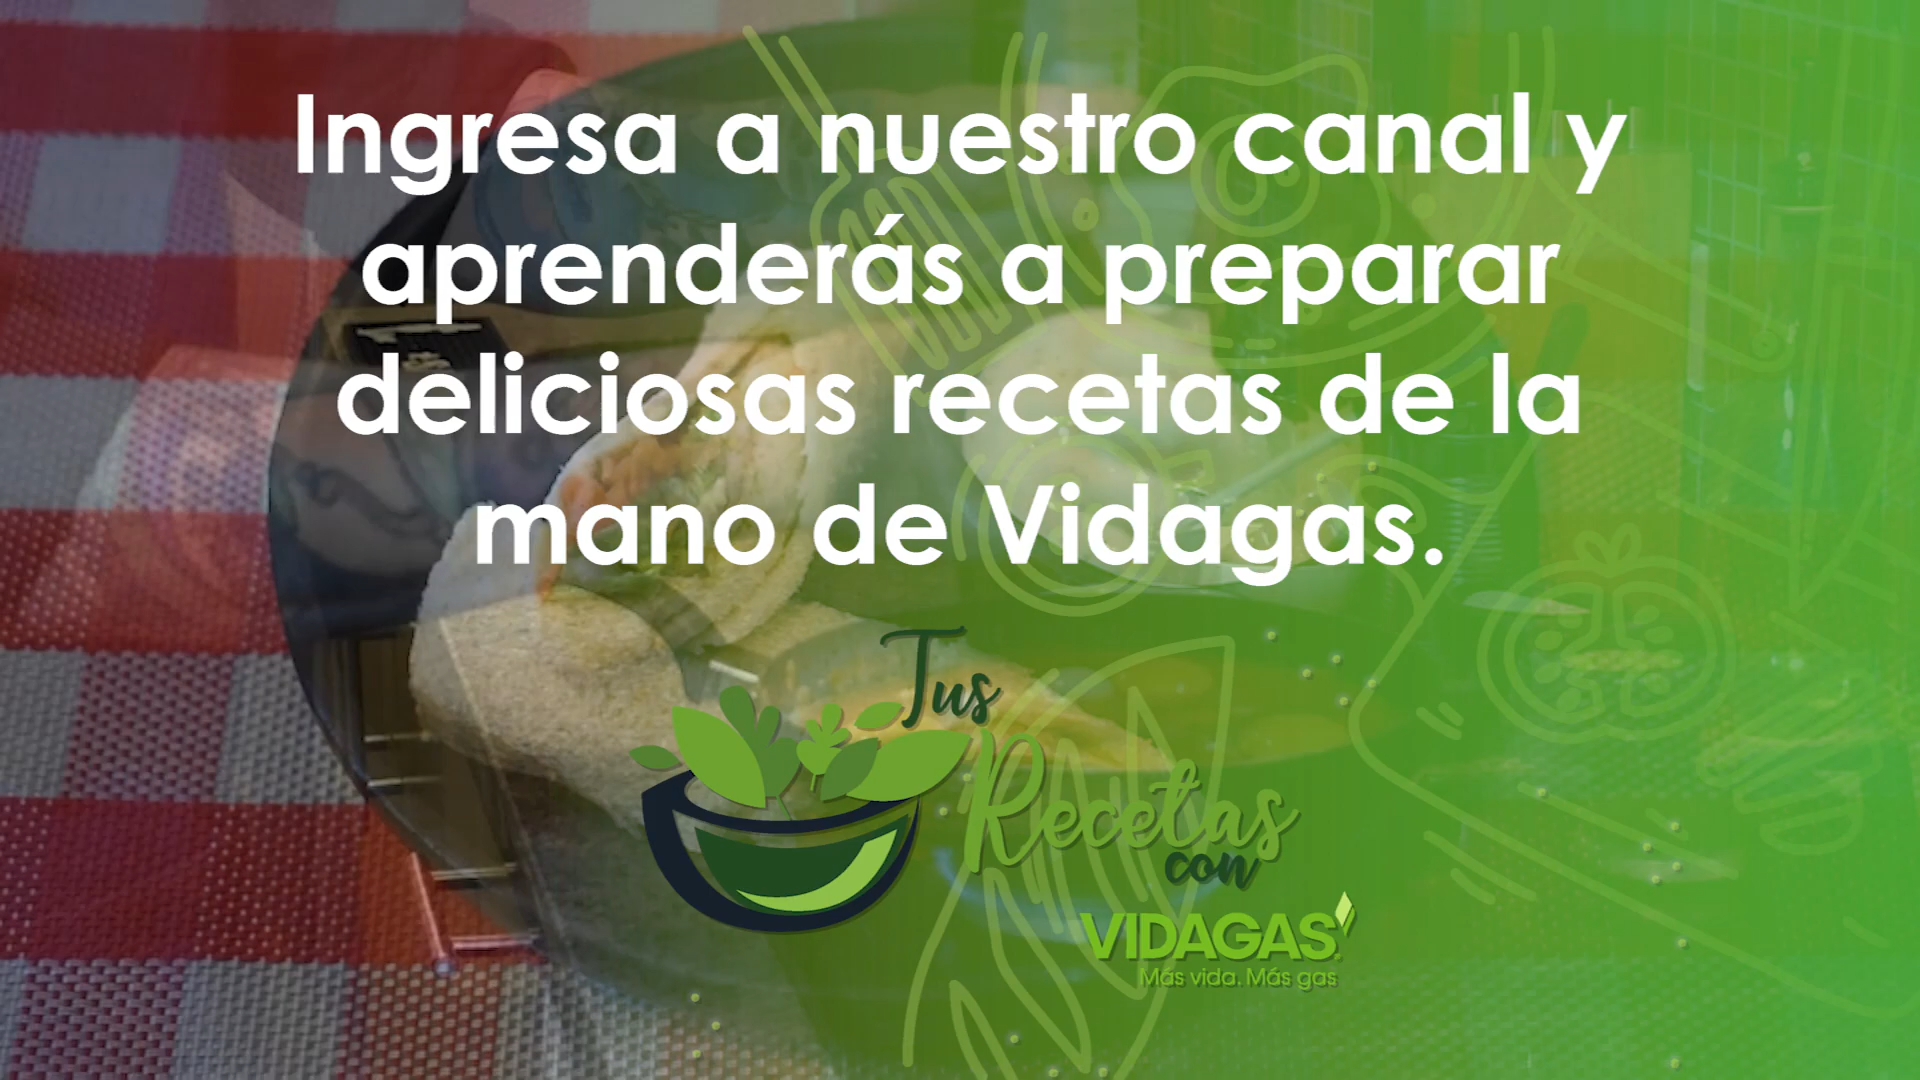 Ingresa a nuestro canal y
aprenderás a preparar
deliciosas recetas de la
mano de Vidagas.
Tus
Recetas
con
VIDAGAS
Más vida. Más gas